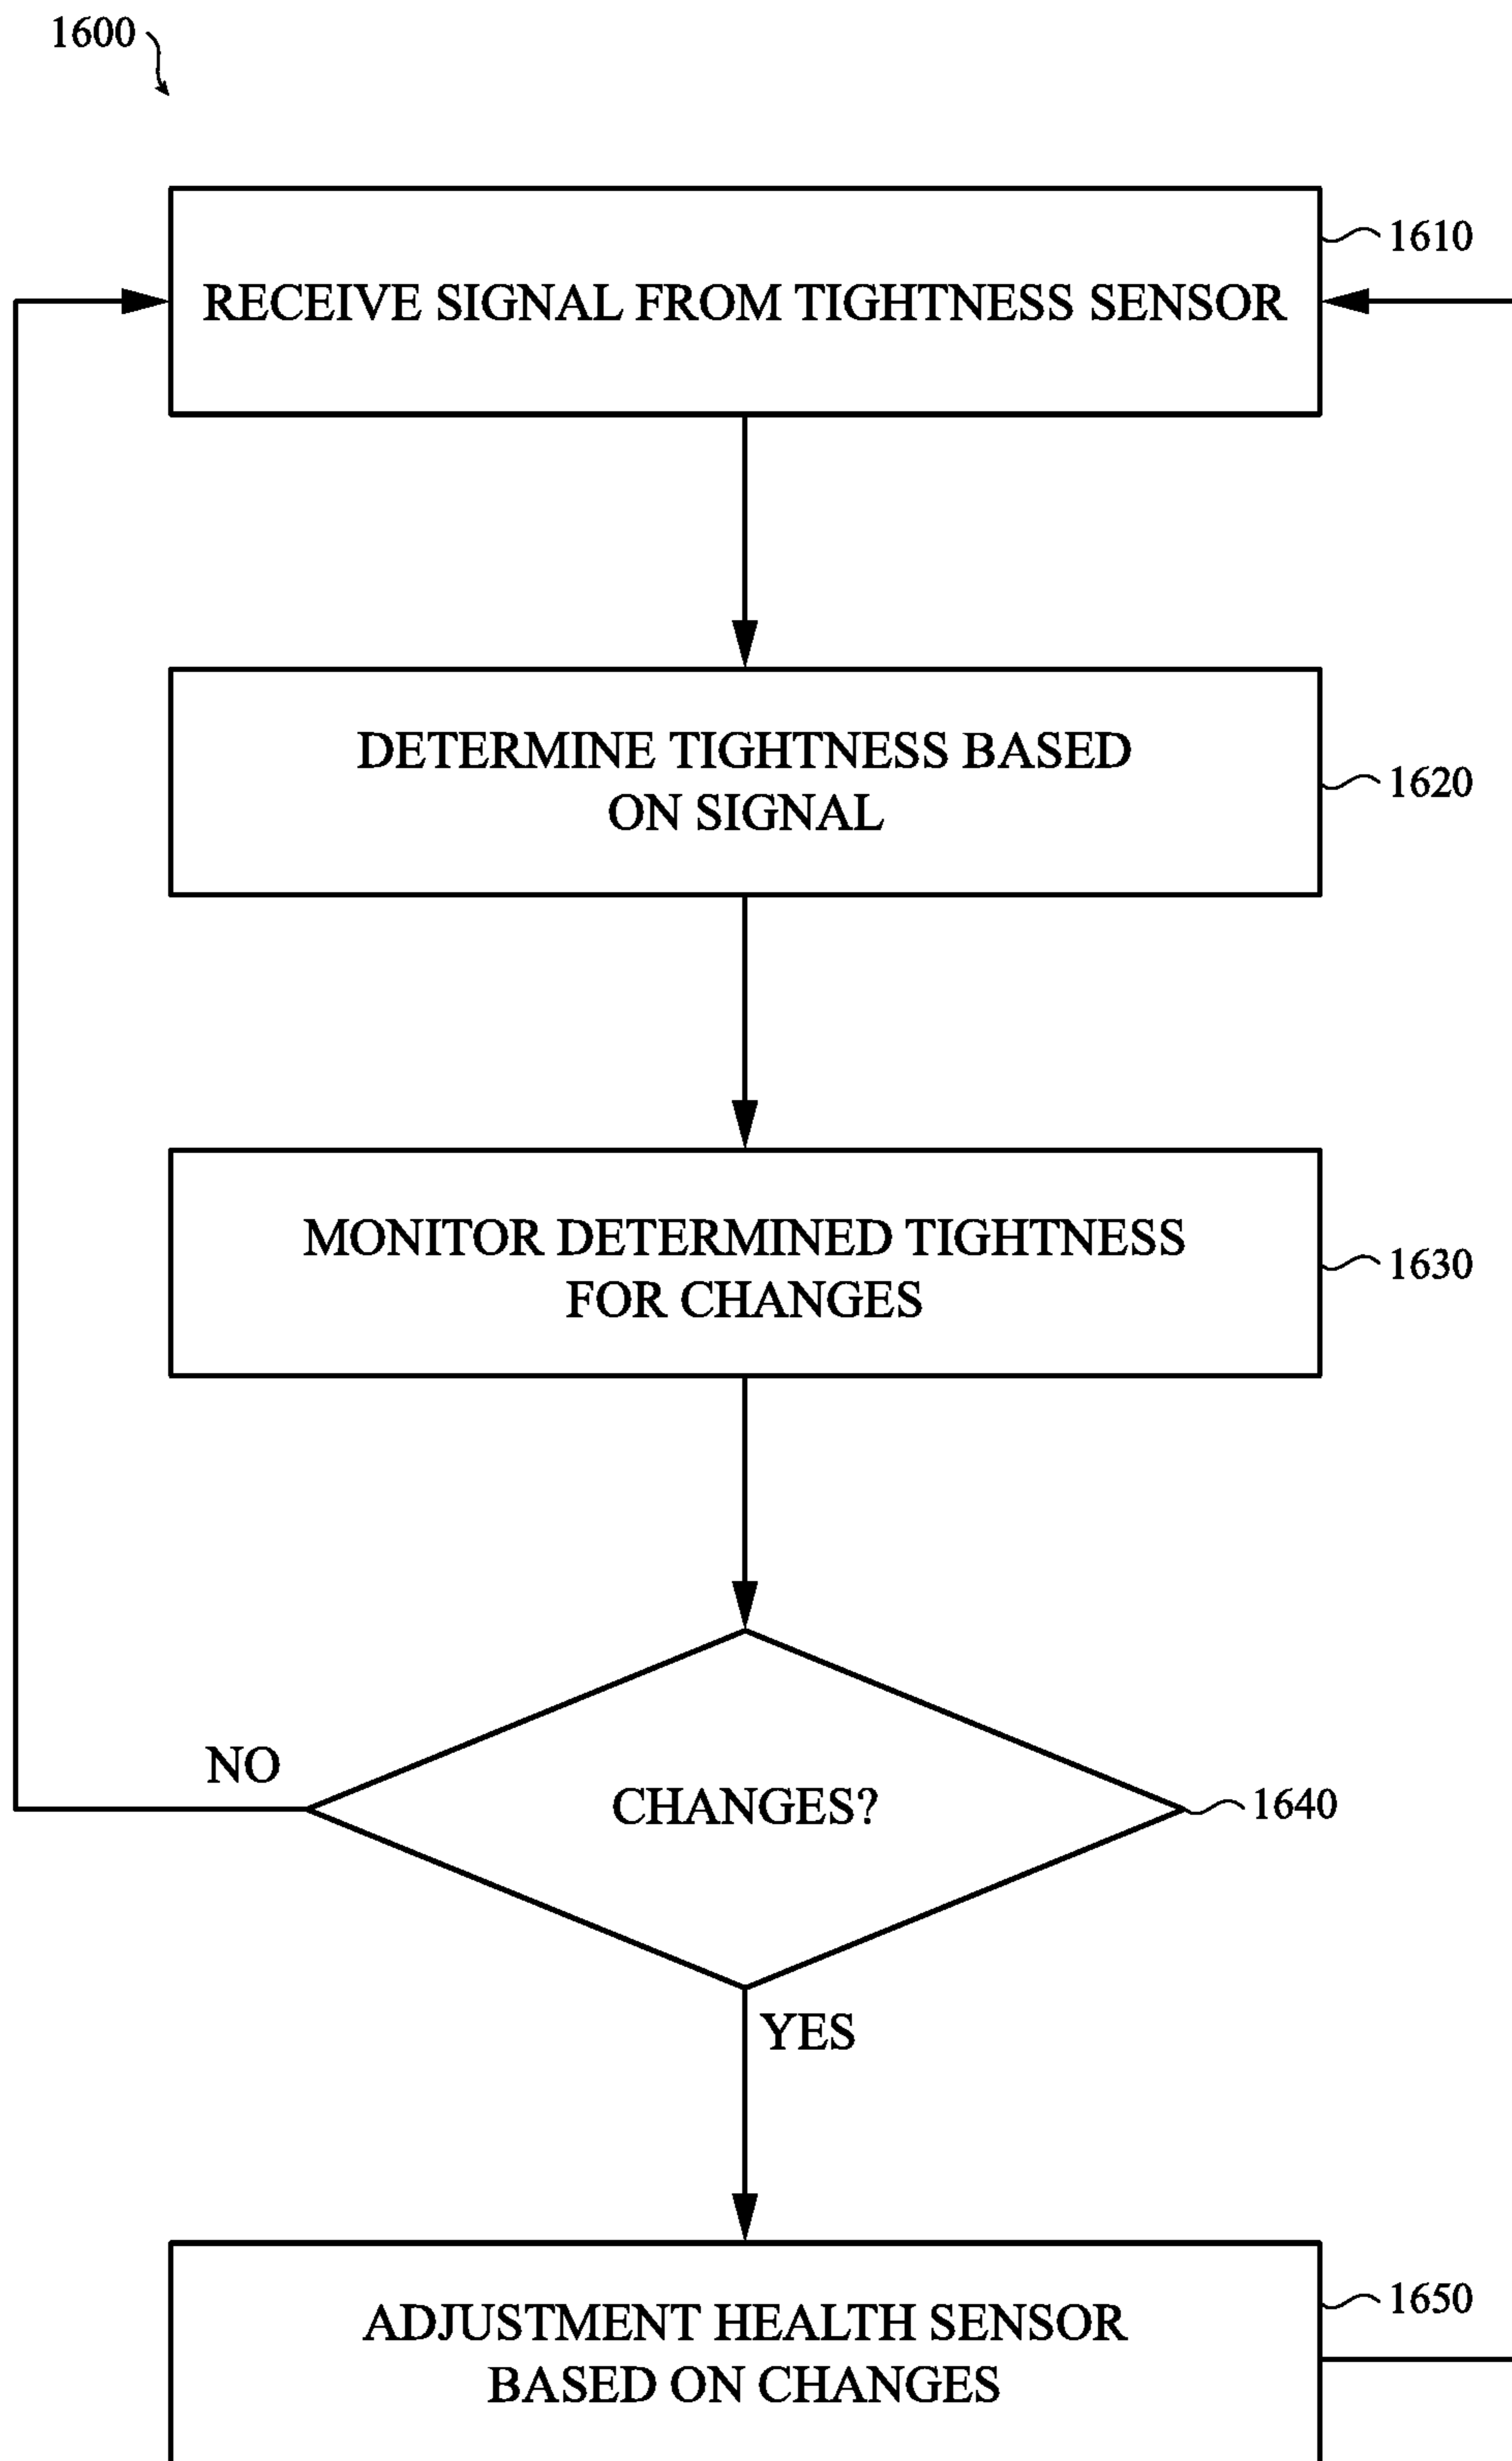 1600
RECEIVE SIGNAL FROM TIGHTNESS SENSOR
1610
DETERMINE TIGHTNESS BASED
ON SIGNAL
1620
MONITOR DETERMINED TIGHTNESS
FOR CHANGES
1630
NO
CHANGES?
1640
YES
ADJUSTMENT HEALTH SENSOR
BASED ON CHANGES
1650